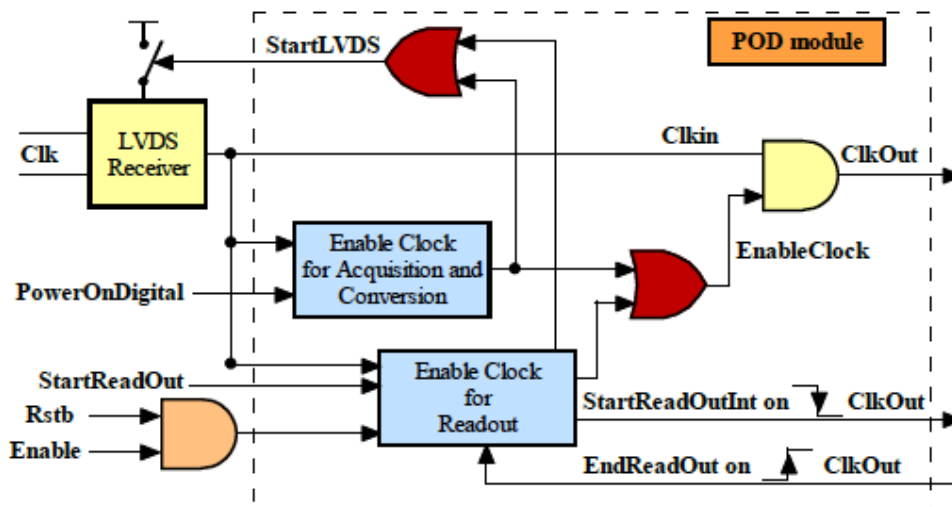 StartLVDS
POD module
LVDS
Receiver
Clk
Clkin
ClkOut
Enable Clock
for Acquisition and
Conversion
EnableClock
PowerOnDigital
StartReadOut
Enable Clock
for
Readout
Rstb
Enable
StartReadOutInt on
ClkOut
EndReadOut on
ClkOut